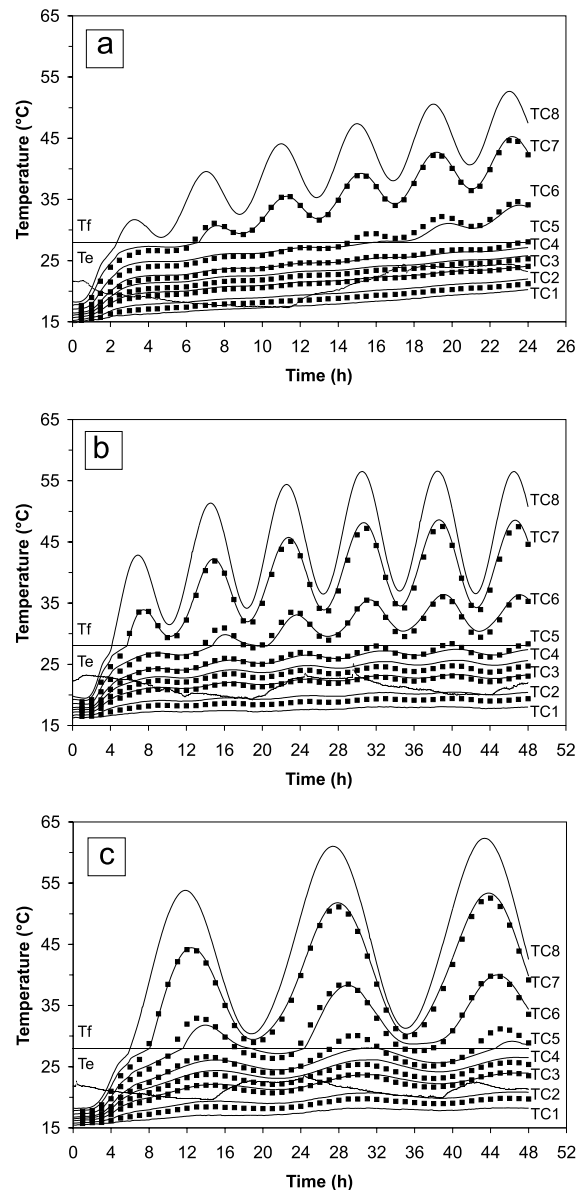 a
Temperature (°C)
65
55
45
35
25
15
Tf
Te
TC8
TC7
TC6
TC5
TC4
TC3
TC2
TC1
0 2 4 6 8 10 12 14 16 18 20 22 24 26
Time (h)
b
Temperature (°C)
65
55
45
35
25
15
Tf
Te
TC8
TC7
TC6
TC5
TC4
TC3
TC2
TC1
0 4 8 12 16 20 24 28 32 36 40 44 48 52
Time (h)
c
Temperature (°C)
65
55
45
35
25
15
Tf
Te
TC8
TC7
TC6
TC5
TC4
TC3
TC2
TC1
0 4 8 12 16 20 24 28 32 36 40 44 48 52
Time (h)